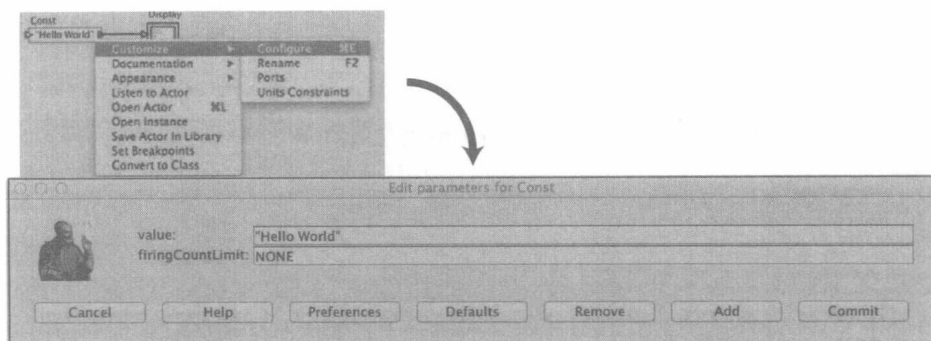 Const
Display
"Hello World"
Customize
Configure ⌘E
Documentation
Rename F2
Appearance
Ports
Listen to Actor
Units Constraints
Open Actor ⌘L
Open Instance
Save Actor In Library
Set Breakpoints
Convert to Class
Edit parameters for Const
value: "Hello World"
firingCountLimit: NONE
Cancel Help Preferences Defaults Remove Add Commit